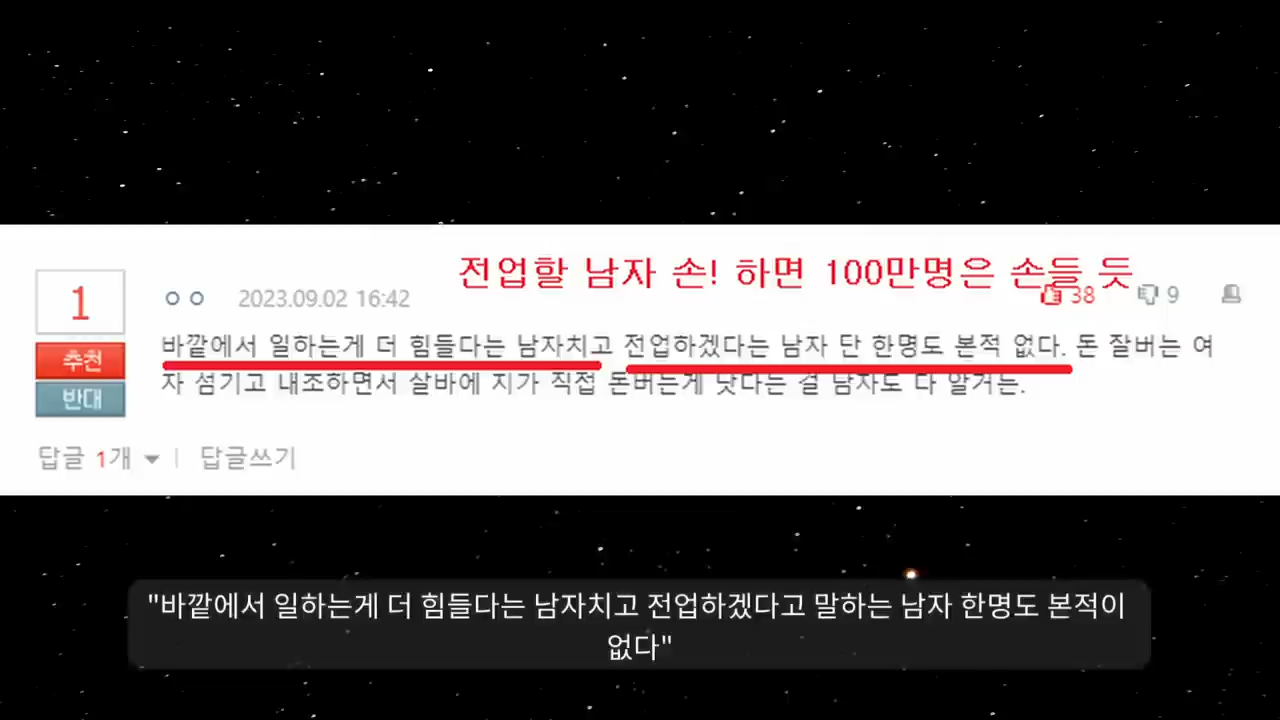 전업할 남자 손! 하면 100만명은 손들 듯
1
ㅇㅇ 2023.09.02 16:42 38 9
추천
바깥에서 일하는게 더 힘들다는 남자치고 전업하겠다는 남자 단 한명도 본적 없다. 돈 잘버는 여
자 섬기고 내조하면서 살바에 지가 직접 돈버는게 낫다는 걸 남자도 다 알거든.
반대
답글 1개 답글쓰기
"바깥에서 일하는게 더 힘들다는 남자치고 전업하겠다고 말하는 남자 한명도 본적이
없다"